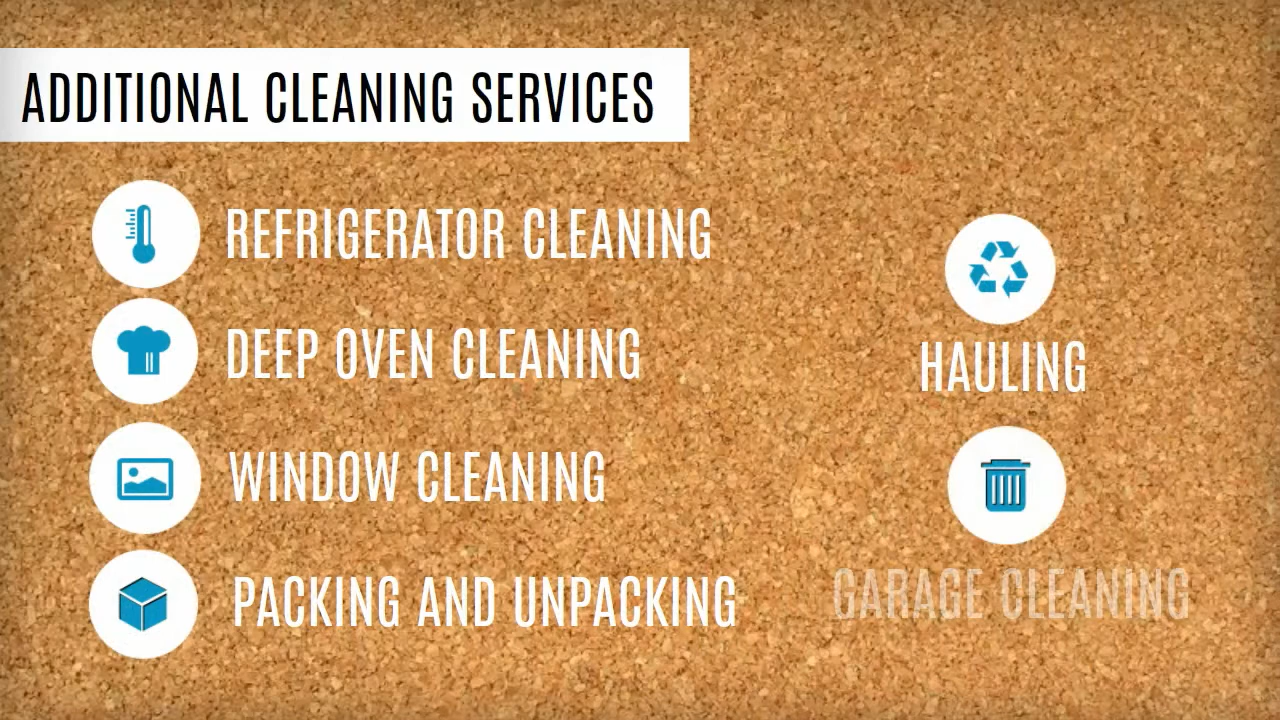 ADDITIONAL CLEANING SERVICES
REFRIGERATOR CLEANING
DEEP OVEN CLEANING
WINDOW CLEANING
PACKING AND UNPACKING
HAULING
GARAGE CLEANING